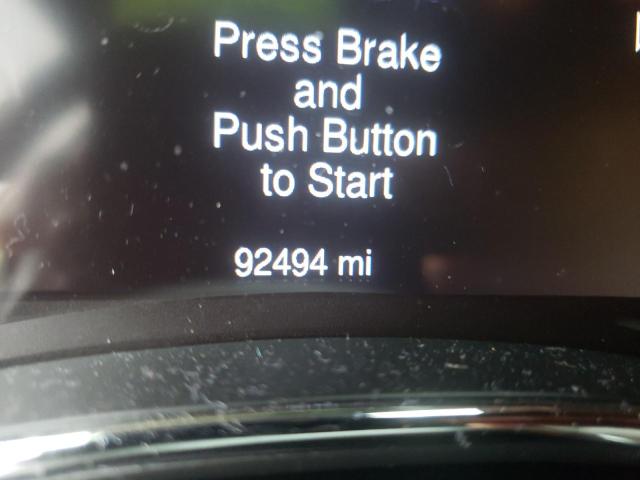 Press Brake
and
Push Button
to Start
92494 mi